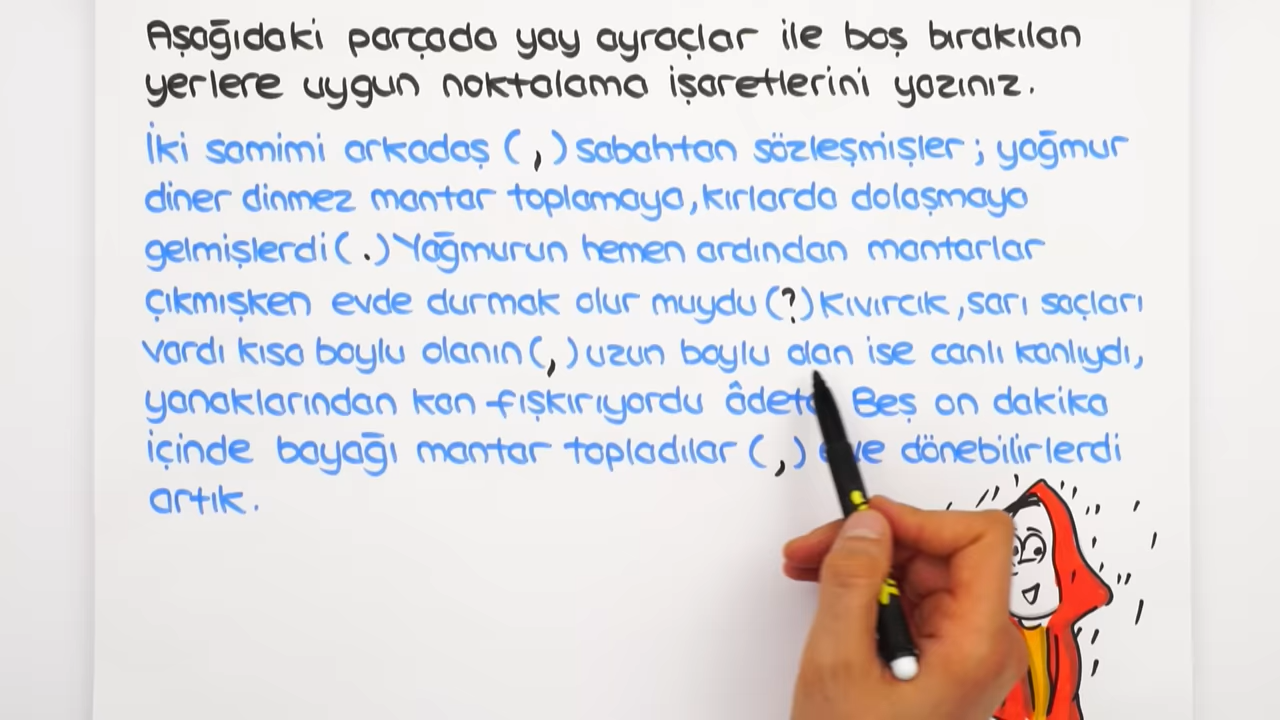 Aşağıdaki parçada yay ayraçlar ile boş bırakılan
yerlere uygun noktalama işaretlerini yazınız.
İki samimi arkadaş (,) sabahtan sözleşmişler; yağmur
diner dinmez mantar toplamaya, kırlarda dolaşmaya
gelmişlerdi (.) Yağmurun hemen ardından mantarlar
çıkmışken evde durmak olur muydu (?) Kıvırcık, sarı saçları
vardı kısa boylu olanın (,) uzun boylu olan ise canlı kanlıydı,
yanaklarından kan fışkırıyordu Beş on dakika
içinde bayağı mantar topladılar (,) dönebilirlerdi
artık.